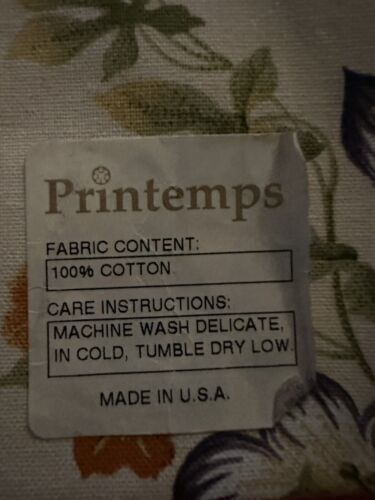 Printemps
FABRIC CONTENT:
100% COTTON
CARE INSTRUCTIONS:
MACHINE WASH DELICATE,
IN COLD, TUMBLE DRY LOW.
MADE IN U.S.A.